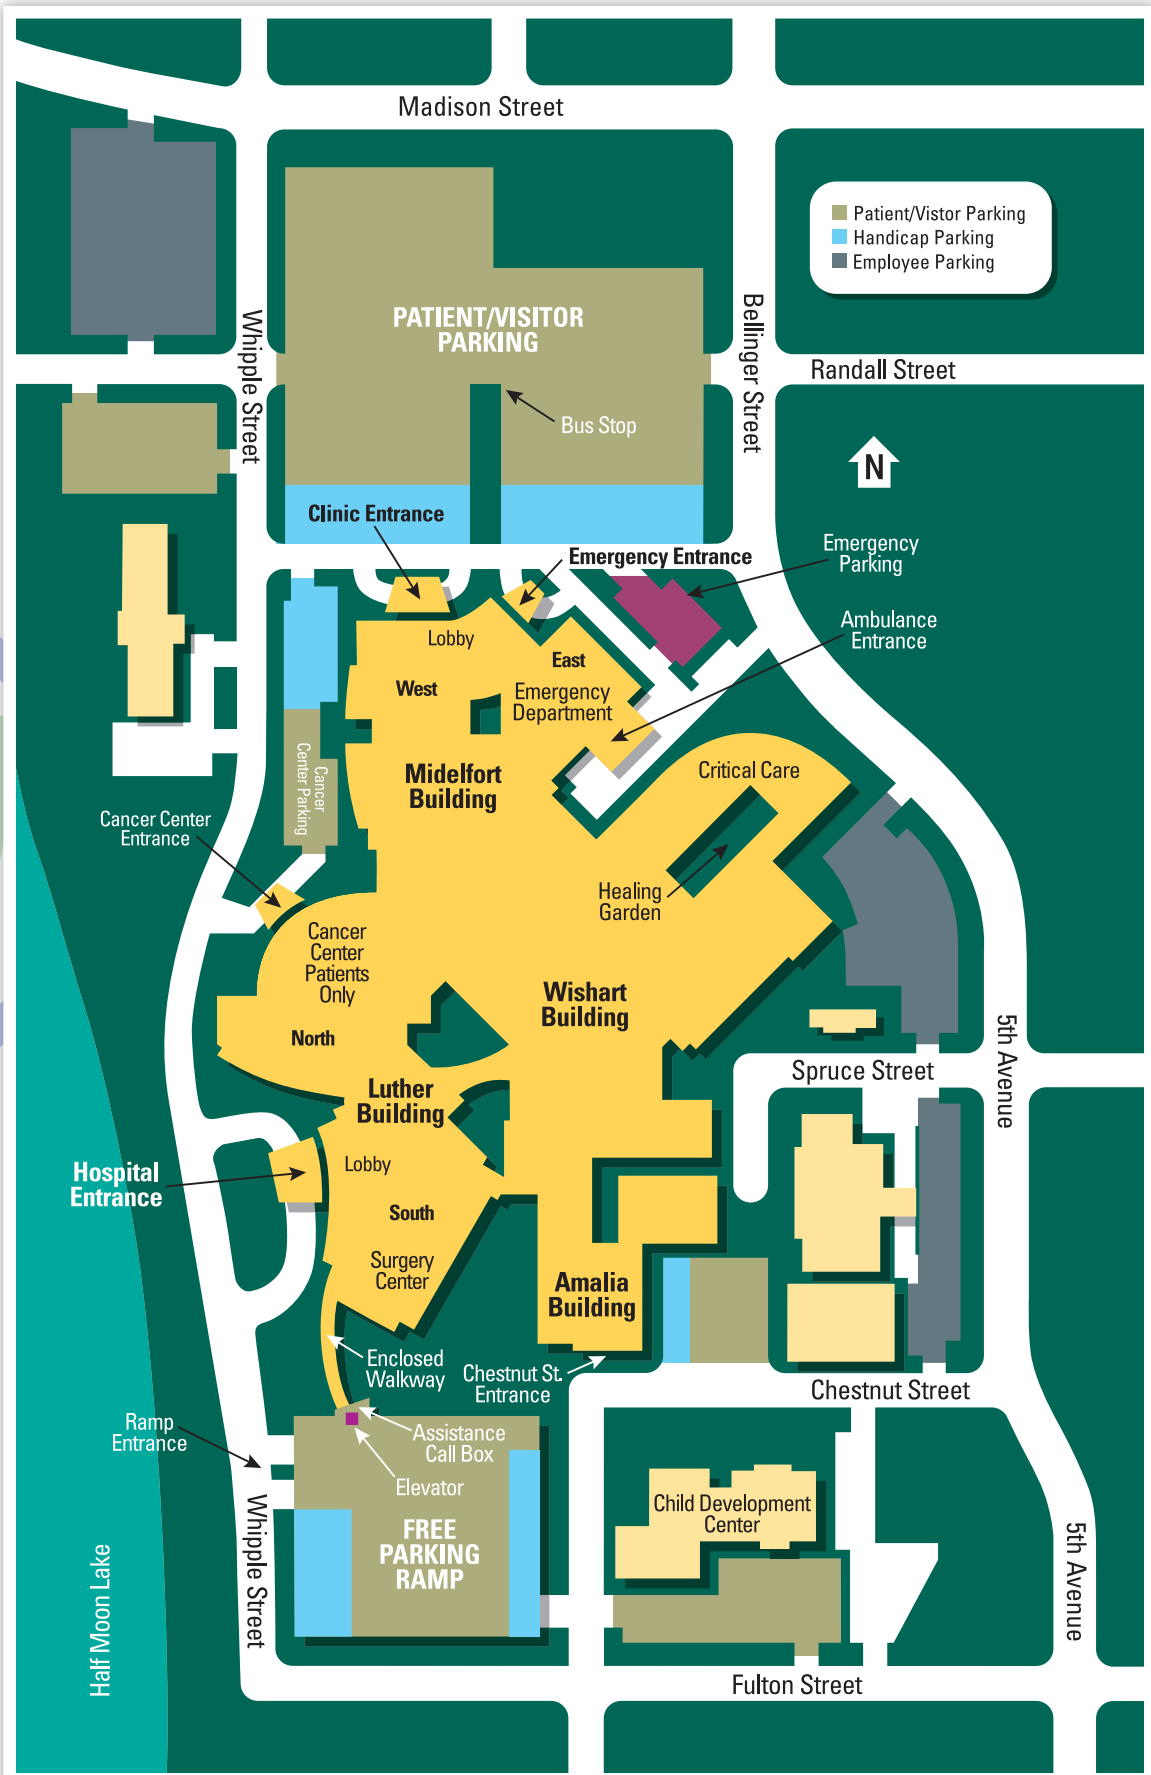 Madison Street
Patient/Vistor Parking
Handicap Parking
Employee Parking
PATIENT/VISITOR
PARKING
Whipple Street
Bellinger Street
Randall Street
Bus Stop
N
Clinic Entrance
Emergency Entrance
Emergency
Parking
Ambulance
Entrance
Lobby
East
West
Emergency
Department
Cancer
Center Parking
Midelfort
Building
Critical Care
Cancer Center
Entrance
Healing
Garden
Cancer
Center
Patients
Only
Wishart
Building
North
5th Avenue
Spruce Street
Luther
Building
Hospital
Entrance
Lobby
South
Surgery
Center
Amalia
Building
Enclosed
Walkway
Chestnut St.
Entrance
Chestnut Street
Ramp
Entrance
Assistance
Call Box
Elevator
Whipple Street
FREE
PARKING
RAMP
Child Development
Center
5th Avenue
Half Moon Lake
Fulton Street